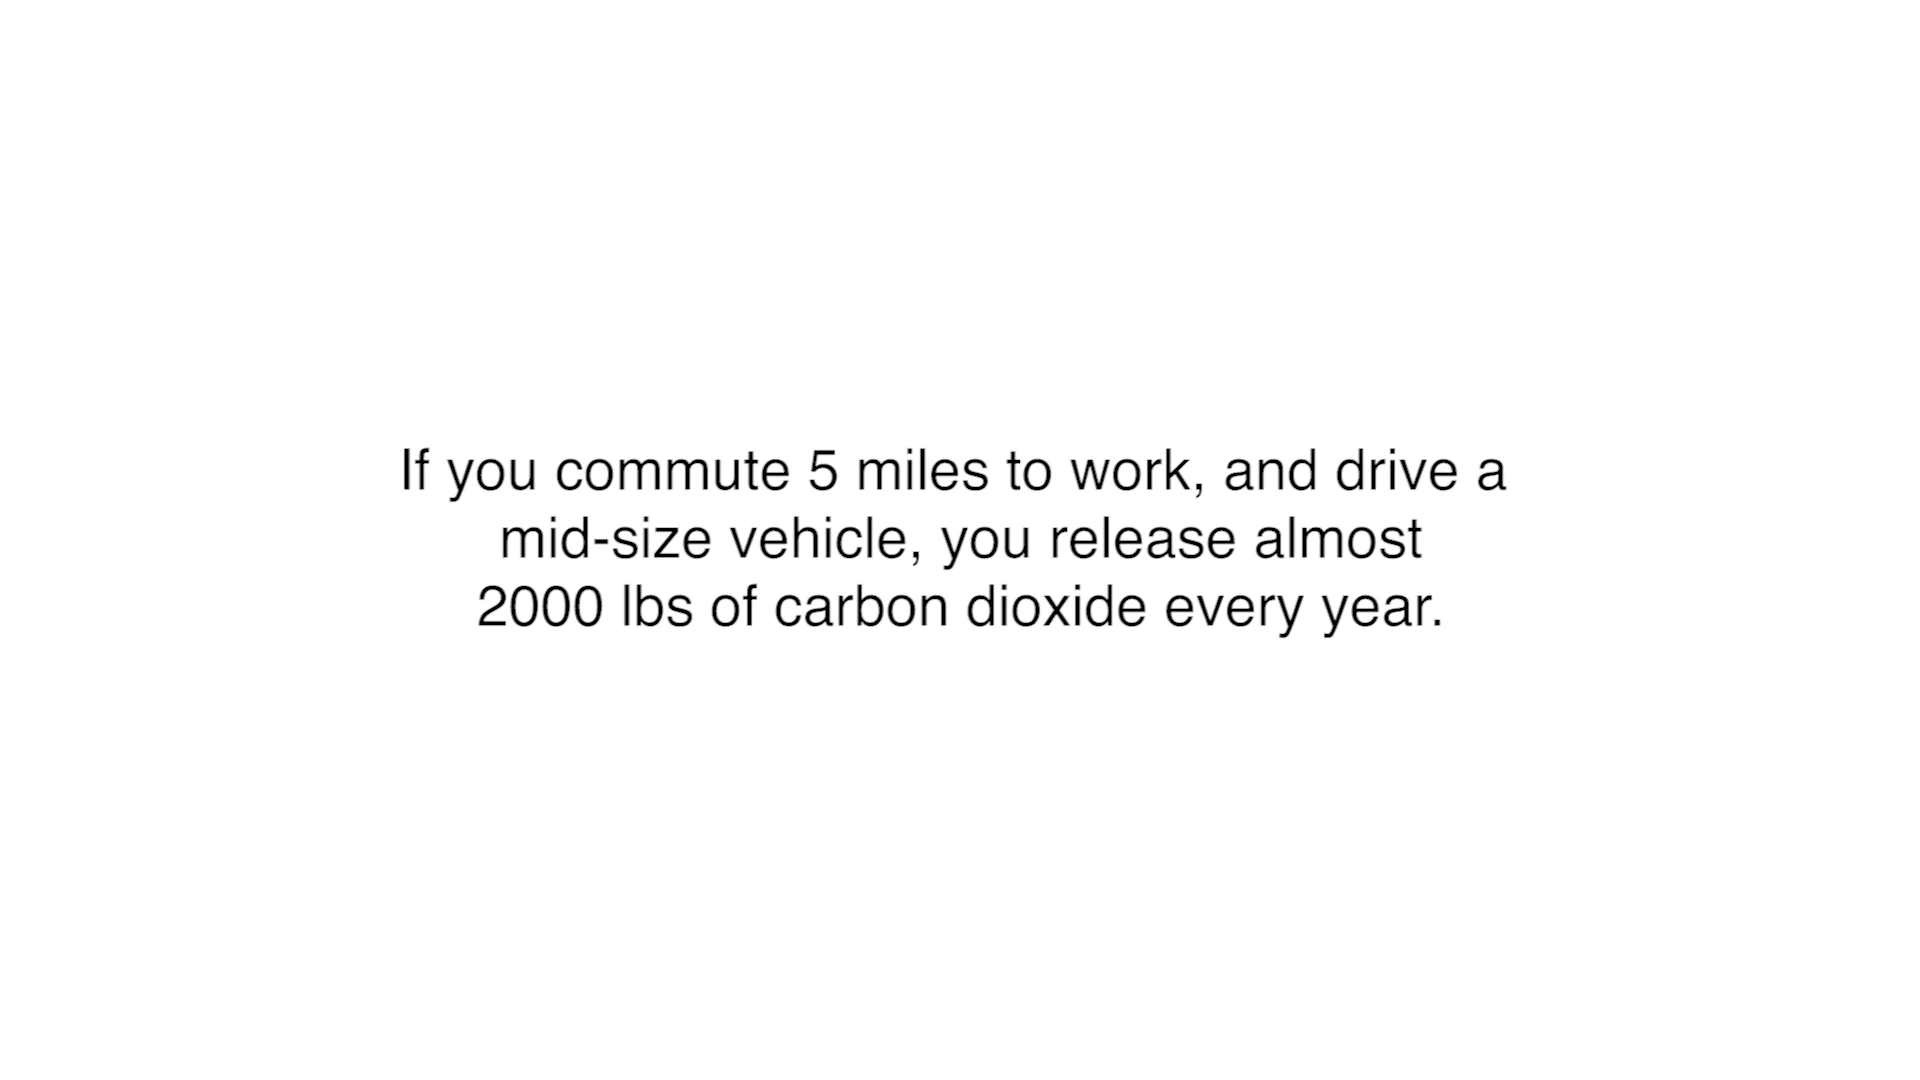 If you commute 5 miles to work, and drive a
mid-size vehicle, you release almost
2000 lbs of carbon dioxide every year.